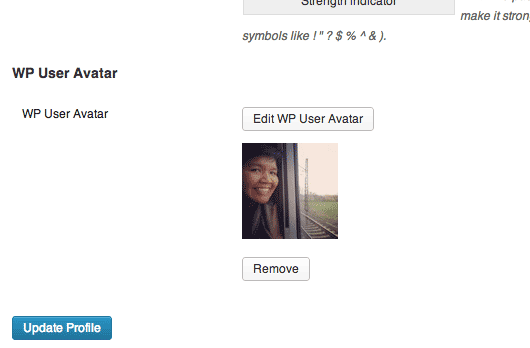 Strength indicator
make it stron
symbols like ! " ? $ % ^ & ).
WP User Avatar
WP User Avatar
Edit WP User Avatar
Remove
Update Profile